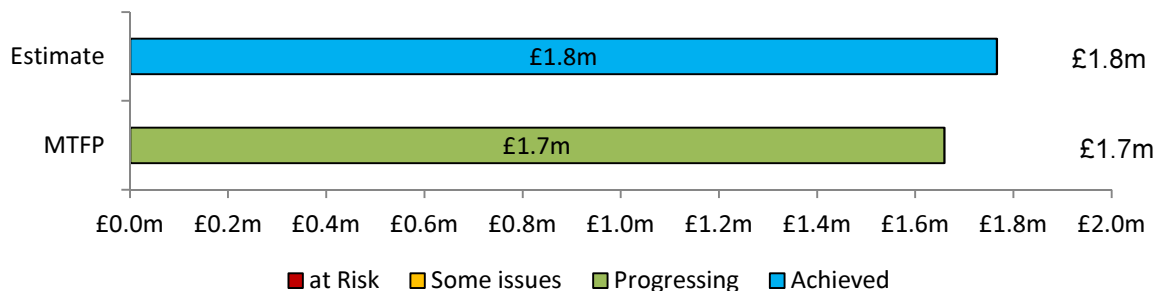 Estimate £1.8m £1.8m
MTFP £1.7m £1.7m
£0.0m £0.2m £0.4m £0.6m £0.8m £1.0m £1.2m £1.4m £1.6m £1.8m £2.0m
at Risk Some issues Progressing Achieved